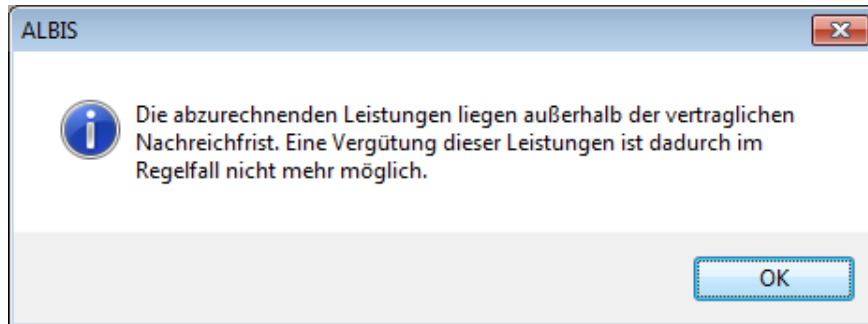 ALBIS
Die abzurechnenden Leistungen liegen außerhalb der vertraglichen
Nachreichfrist. Eine Vergütung dieser Leistungen ist dadurch im
Regelfall nicht mehr möglich.
OK